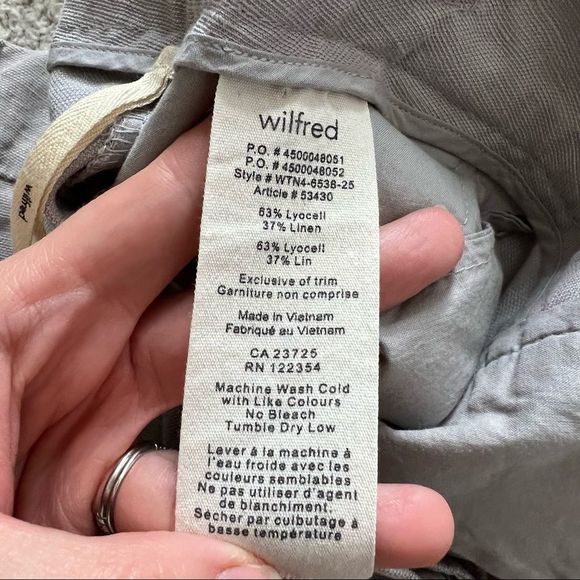 wilfred
P.O. # 4500048051
P.O. # 4500048052
Style # WTN4-6538-25
Article # 53430
63% Lyocell
37% Linen
63% Lyocell
37% Lin
Exclusive of trim
Garniture non comprise
Made in Vietnam
Fabriqué au Vietnam
CA 23725
RN 122354
Machine Wash Cold
with Like Colours
No Bleach
Tumble Dry Low
Laver à la machine à
l'eau froide avec les
couleurs semblables
Ne pas utiliser d'agent
de blanchiment.
Sécher par culbutage à
basse température
wilfred